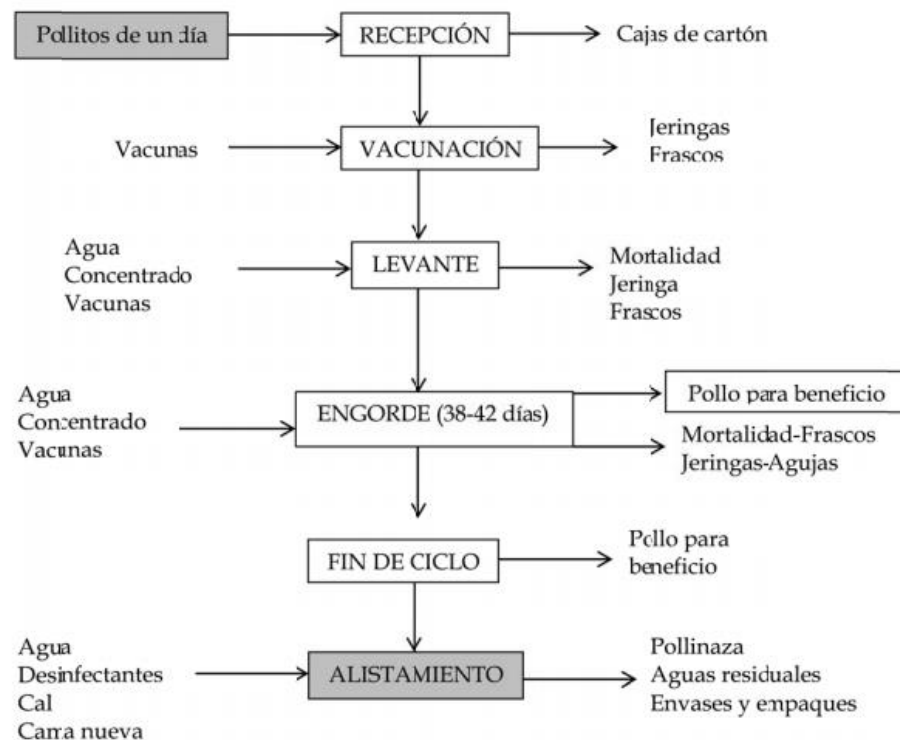 Pollitos de un día
RECEPCIÓN
Cajas de cartón
Vacunas
VACUNACIÓN
Jeringas
Frascos
Agua
Concentrado
Vacunas
LEVANTE
Mortalidad
Jeringa
Frascos
Agua
Concentrado
Vacunas
ENGORDE (38-42 días)
Pollo para beneficio
Mortalidad-Frascos
Jeringas-Agujas
FIN DE CICLO
Pollo para
beneficio
Agua
Desinfectantes
Cal
Cama nueva
ALISTAMIENTO
Pollinaza
Aguas residuales
Envases y empaques